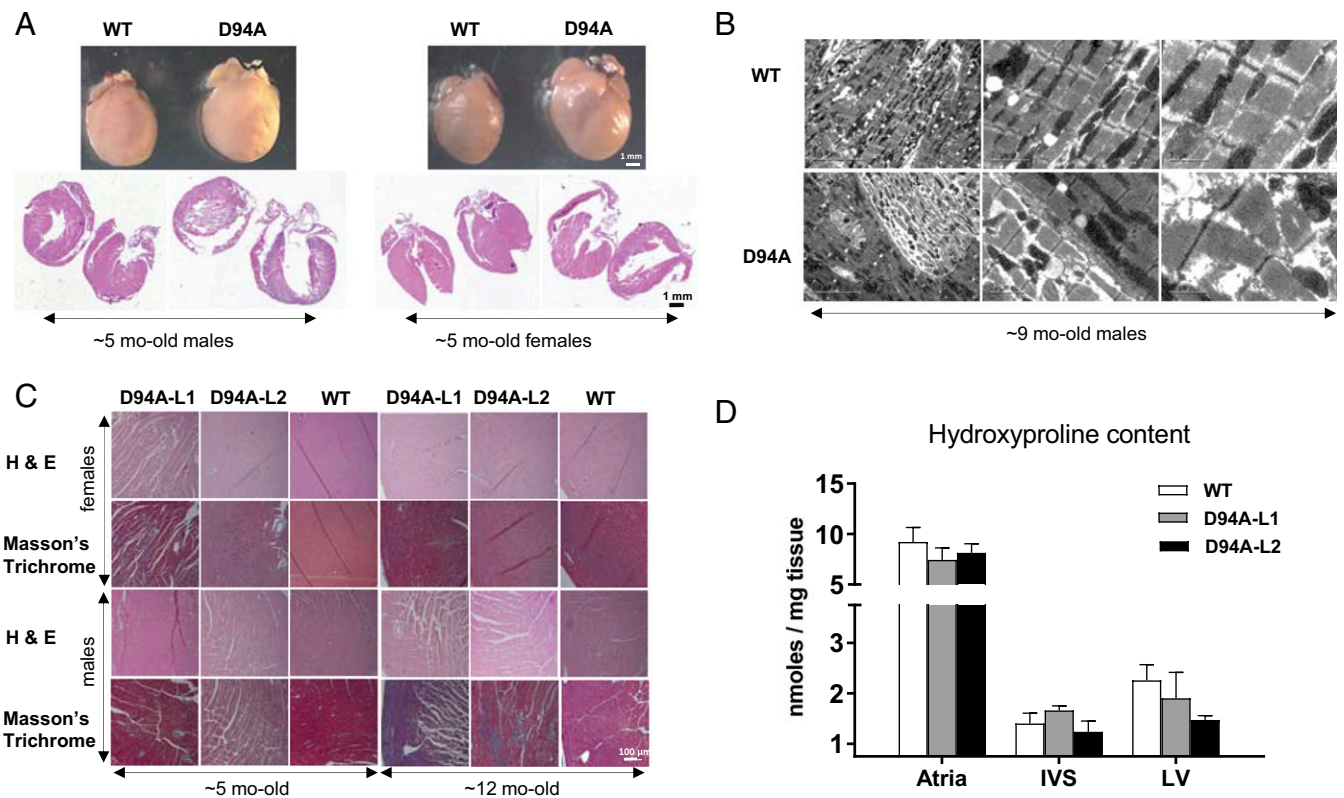 A
WT
D94A
WT
D94A
1 mm
1 mm
~5 mo-old males
~5 mo-old females
B
WT
D94A
~9 mo-old males
C
D94A-L1
D94A-L2
WT
D94A-L1
D94A-L2
WT
H & E
females
Masson's
Trichrome
H & E
males
Masson's
Trichrome
100 μm
~5 mo-old
~12 mo-old
D
Hydroxyproline content
WT
D94A-L1
D94A-L2
nmoles / mg tissue
15
10
5
3
2
1
Atria
IVS
LV